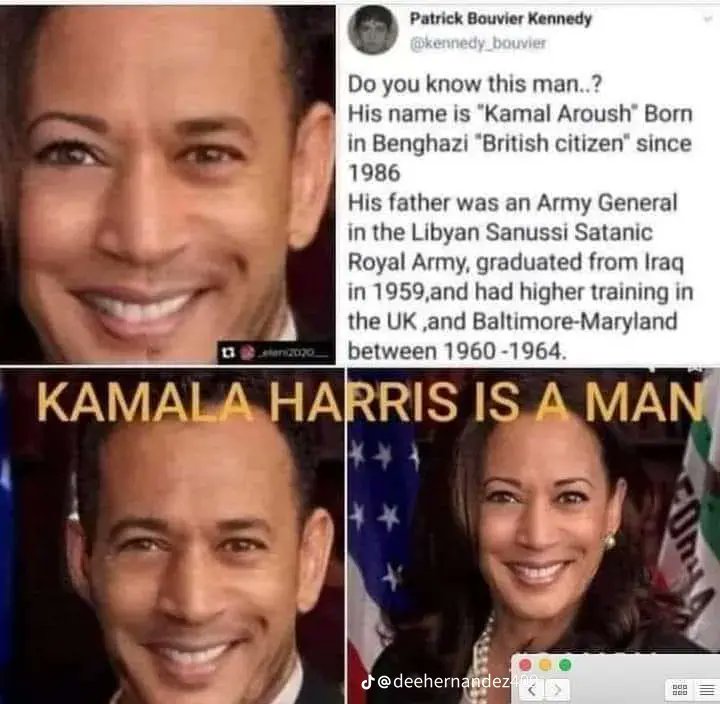 Patrick Bouvier Kennedy
@kennedy_bouvier
Do you know this man..?
His name is "Kamal Aroush" Born
in Benghazi "British citizen" since
1986
His father was an Army General
in the Libyan Sanussi Satanic
Royal Army, graduated from Iraq
in 1959,and had higher training in
the UK ,and Baltimore-Maryland
between 1960 -1964.
_eleni2020__
KAMALA HARRIS IS A MAN
@deehernandez4